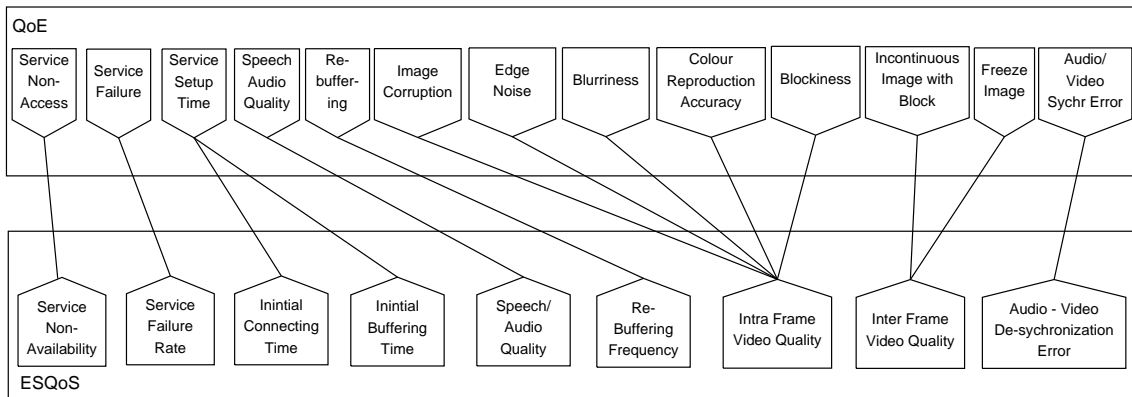 QoE
Service
Non-
Access
Service
Failure
Service
Setup
Time
Speech
Audio
Quality
Re-
buffer-
ing
Image
Corruption
Edge
Noise
Blurriness
Colour
Reproduction
Accuracy
Blockiness
Incontinuous
Image with
Block
Freeze
Image
Audio/
Video
Sychr Error
Service
Non-
Availability
Service
Failure
Rate
Inintial
Connecting
Time
Inintial
Buffering
Time
Speech/
Audio
Quality
Re-
Buffering
Frequency
Intra Frame
Video Quality
Inter Frame
Video Quality
Audio - Video
De-sychronization
Error
ESQoS